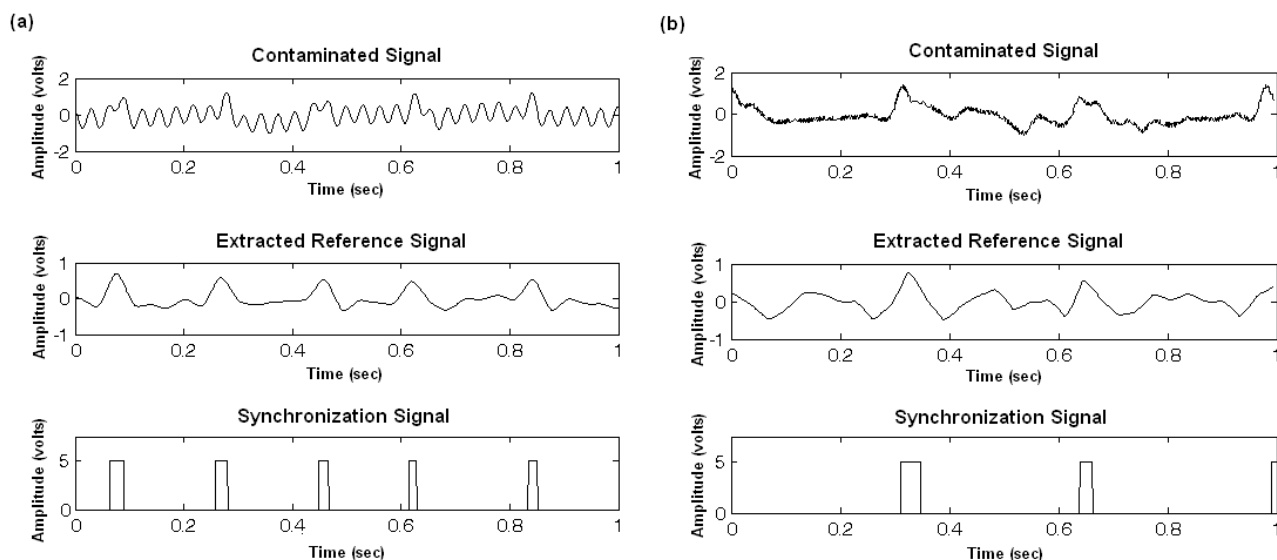 (a)
Contaminated Signal
Amplitude (volts)
2
0
-2
0 0.2 0.4 0.6 0.8 1
Time (sec)
Extracted Reference Signal
Amplitude (volts)
1
0
-1
0 0.2 0.4 0.6 0.8 1
Time (sec)
Synchronization Signal
Amplitude (volts)
5
0
0 0.2 0.4 0.6 0.8 1
Time (sec)
(b)
Contaminated Signal
Amplitude (volts)
2
0
-2
0 0.2 0.4 0.6 0.8 1
Time (sec)
Extracted Reference Signal
Amplitude (volts)
1
0
-1
0 0.2 0.4 0.6 0.8 1
Time (sec)
Synchronization Signal
Amplitude (volts)
5
0
0 0.2 0.4 0.6 0.8 1
Time (sec)